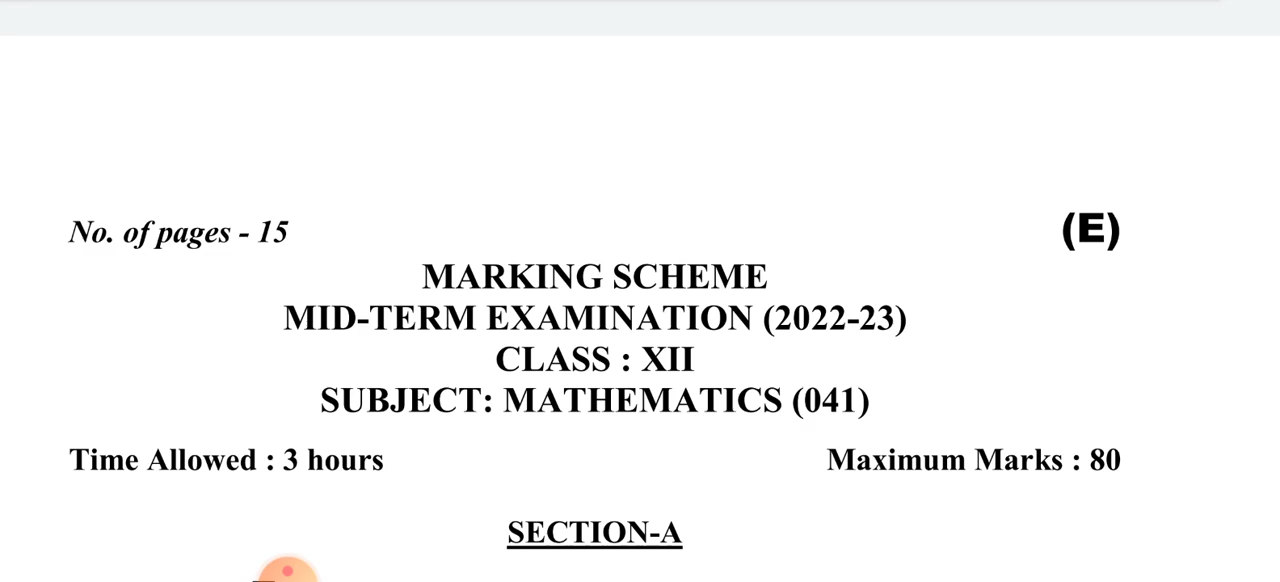 No. of pages - 15
(E)
MARKING SCHEME
MID-TERM EXAMINATION (2022-23)
CLASS : XII
SUBJECT: MATHEMATICS (041)
Time Allowed : 3 hours
Maximum Marks : 80
SECTION-A